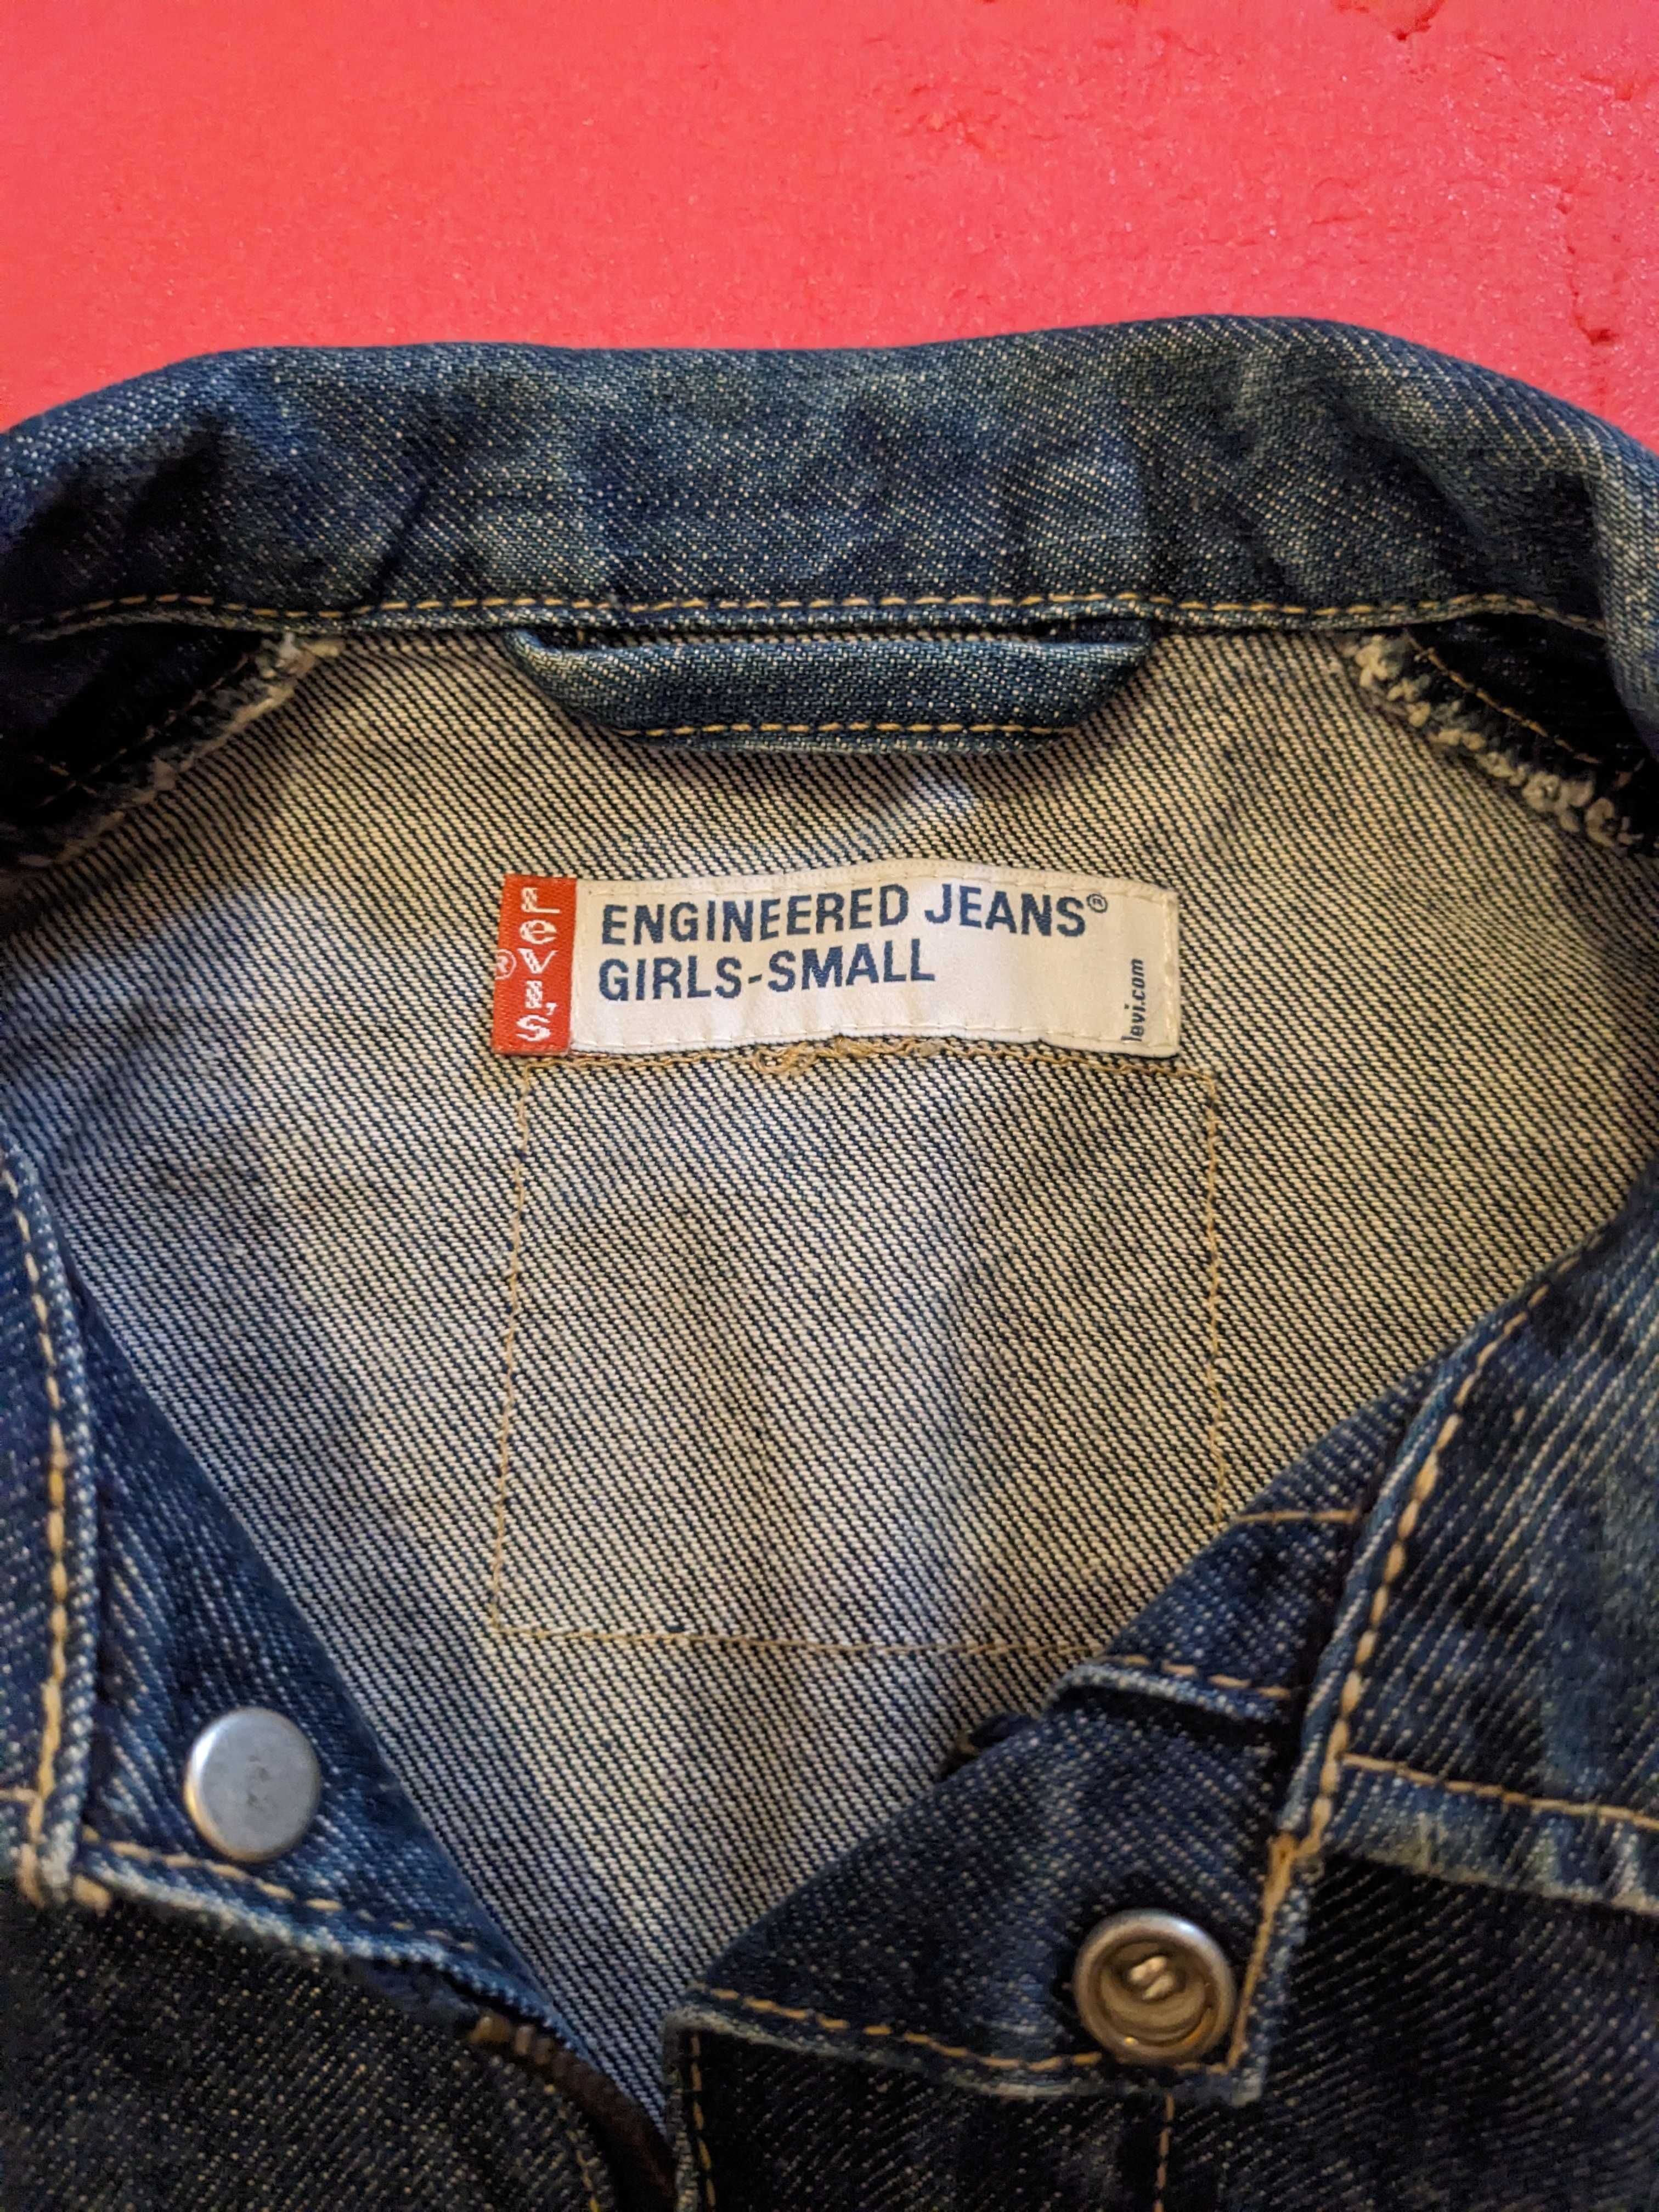 LEVI'S
®
ENGINEERED JEANS®
GIRLS-SMALL
levi.com